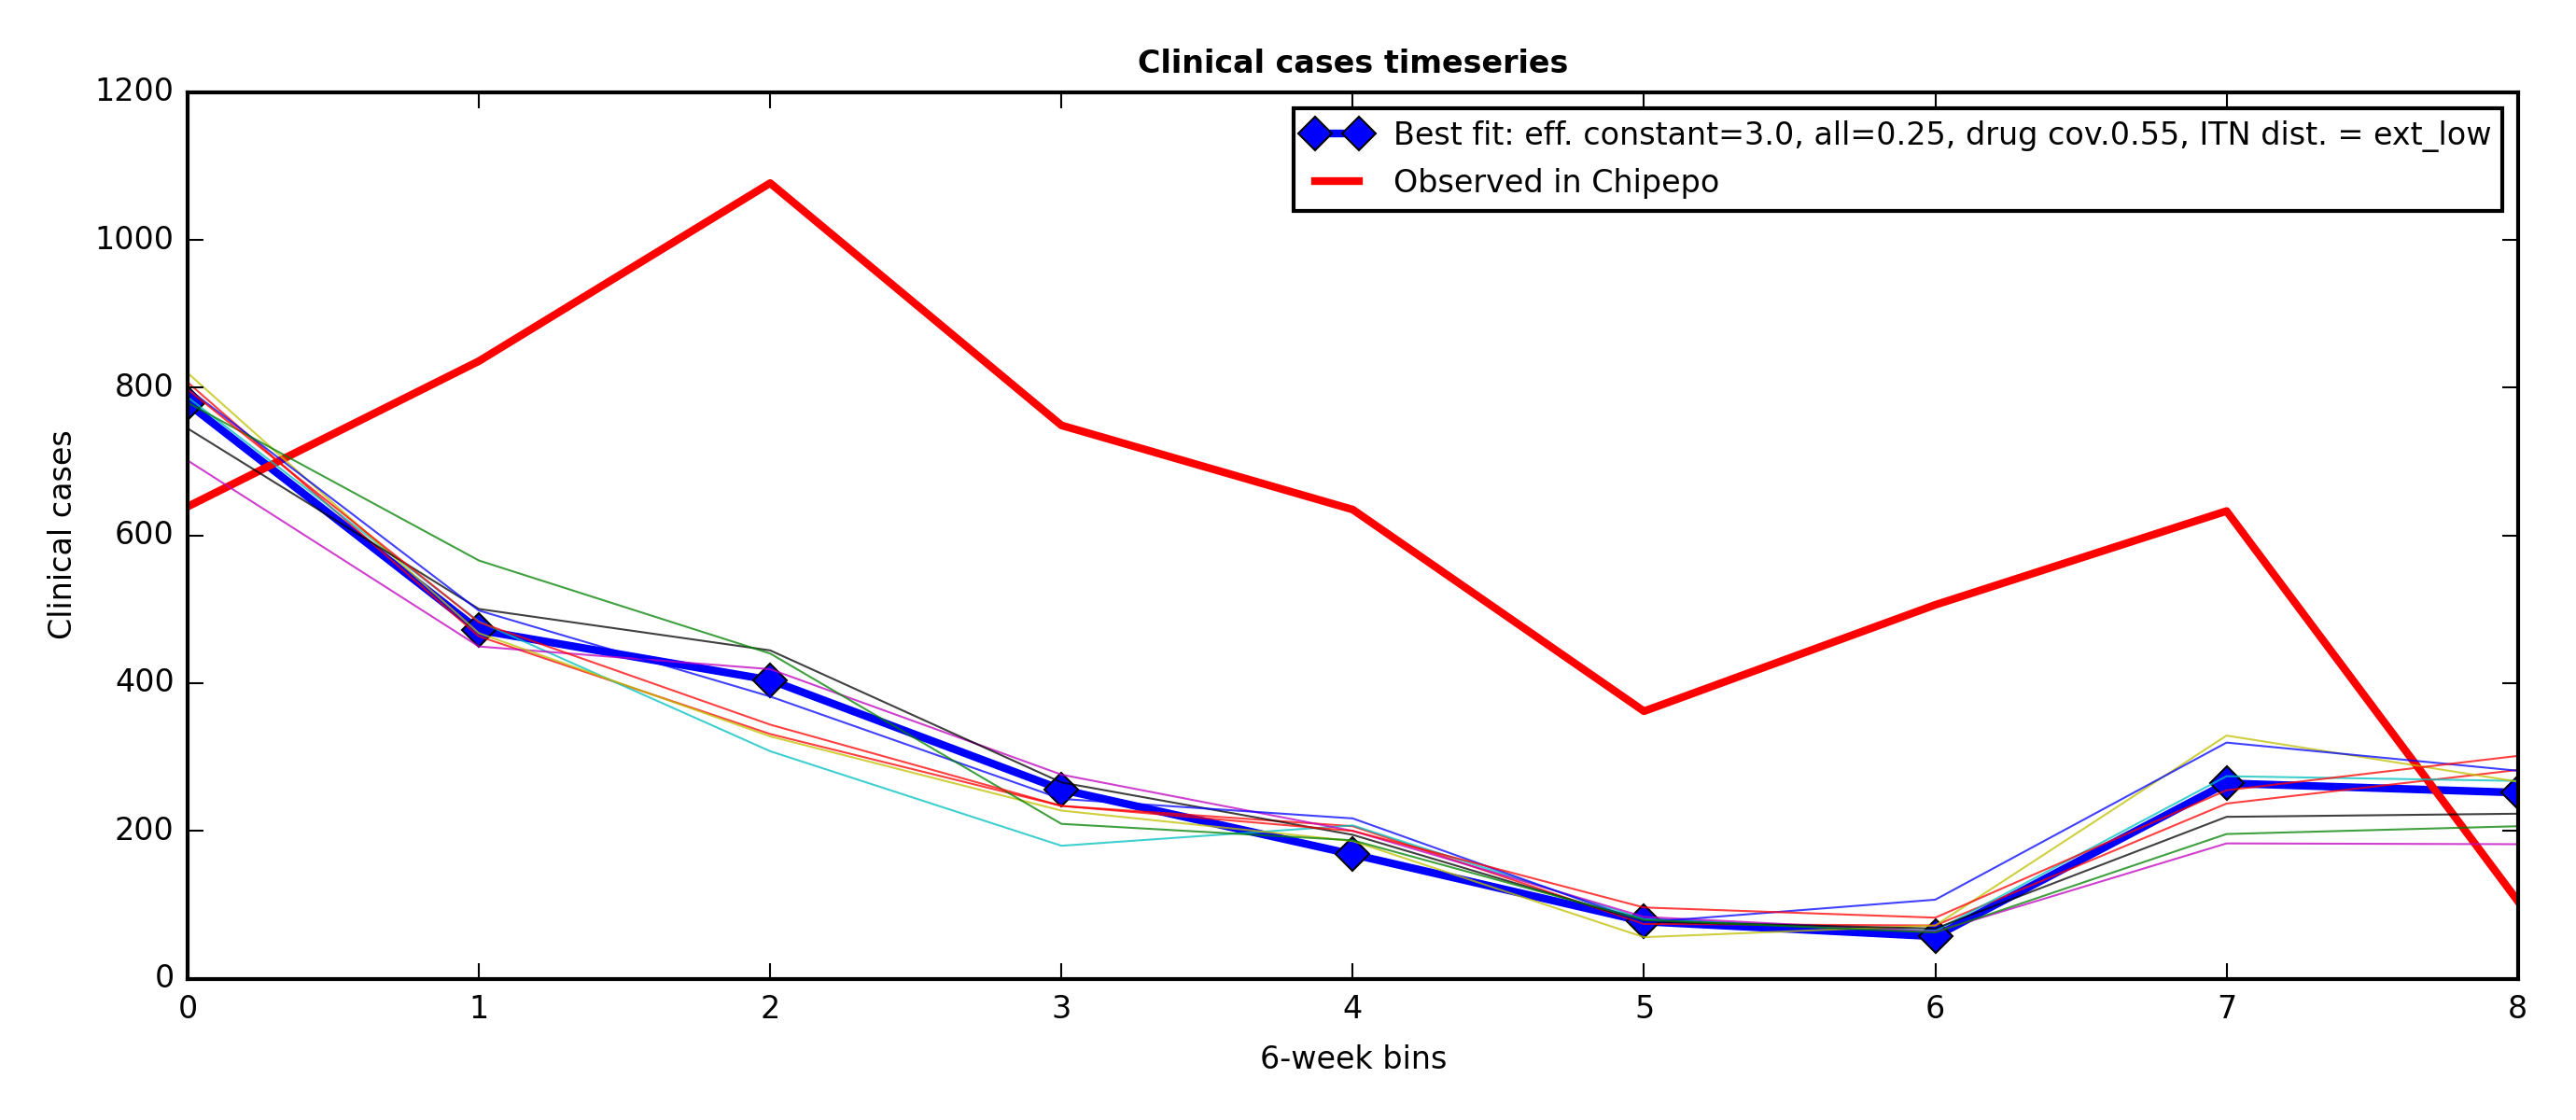 Clinical cases timeseries
Best fit: eff. constant=3.0, all=0.25, drug cov.0.55, ITN dist. = ext_low
Observed in Chipepo
1200
1000
800
600
400
200
0
Clinical cases
0 1 2 3 4 5 6 7 8
6-week bins